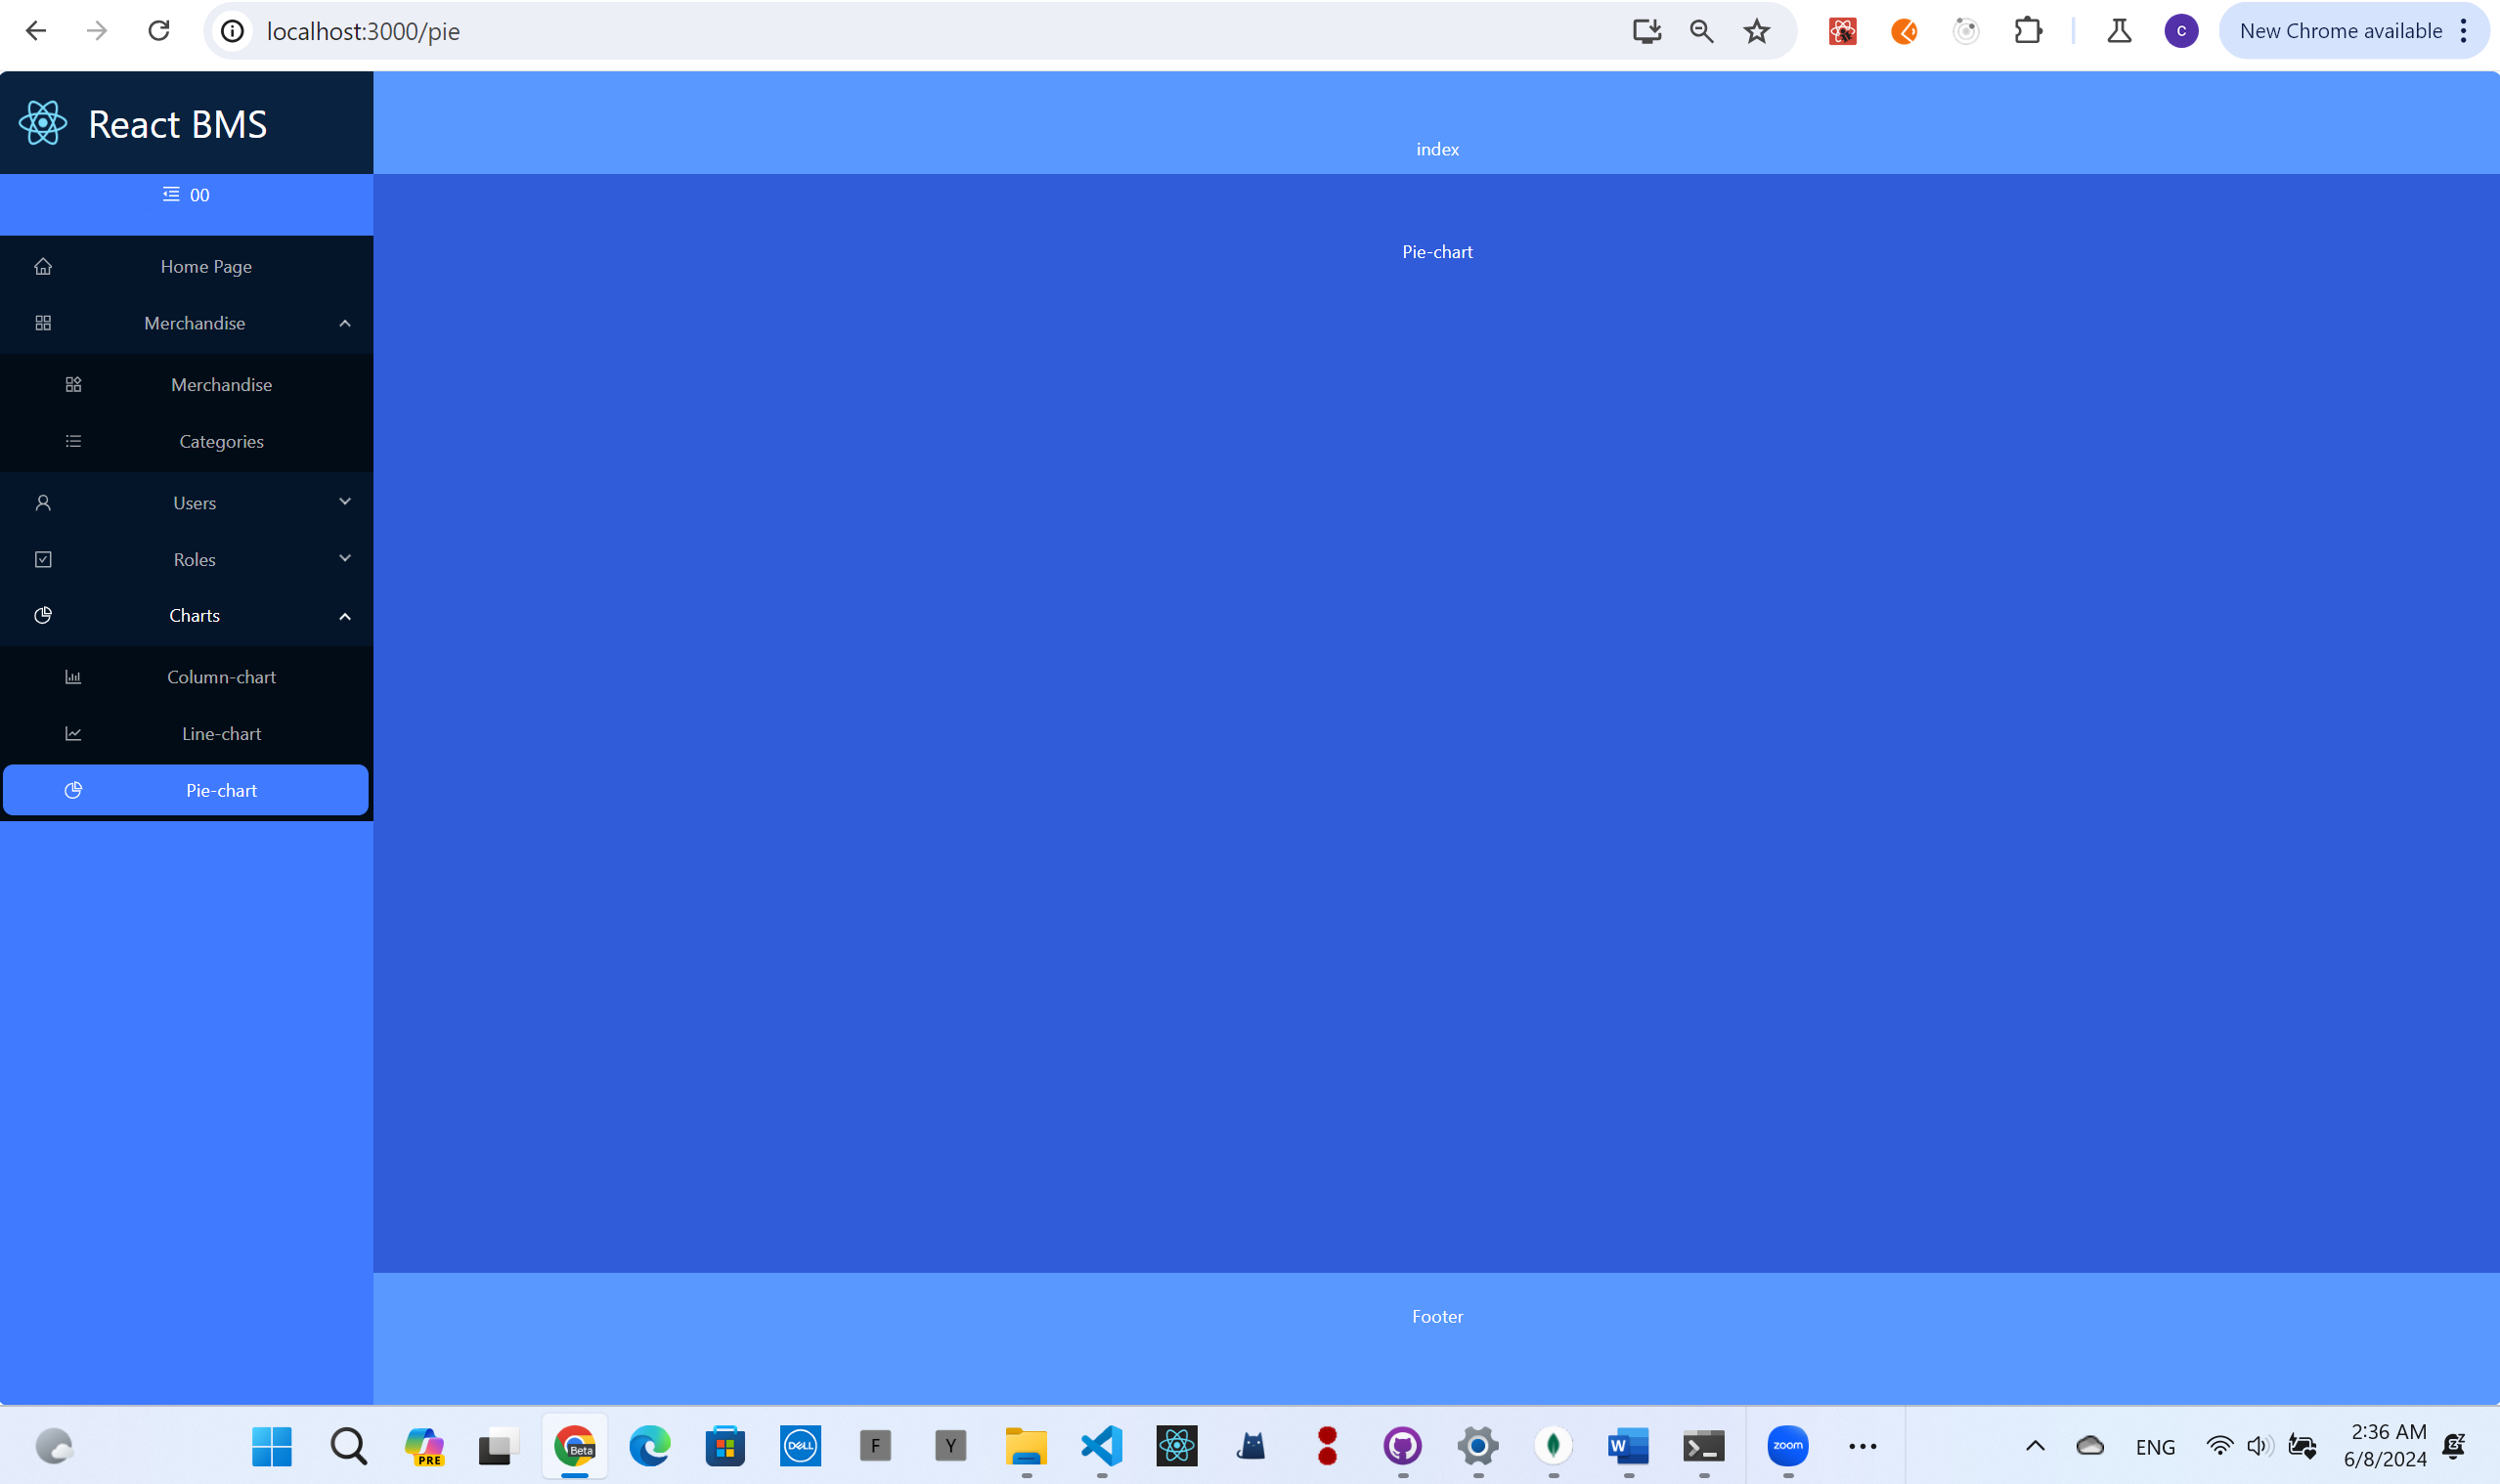 localhost:3000/pie
C
New Chrome available
React BMS
index
00
Pie-chart
Home Page
Merchandise
Merchandise
Categories
Users
Roles
Charts
Column-chart
Line-chart
Pie-chart
Footer
PRE
Beta
DELL
F
Y
W
zoom
ENG
2:36 AM
6/8/2024